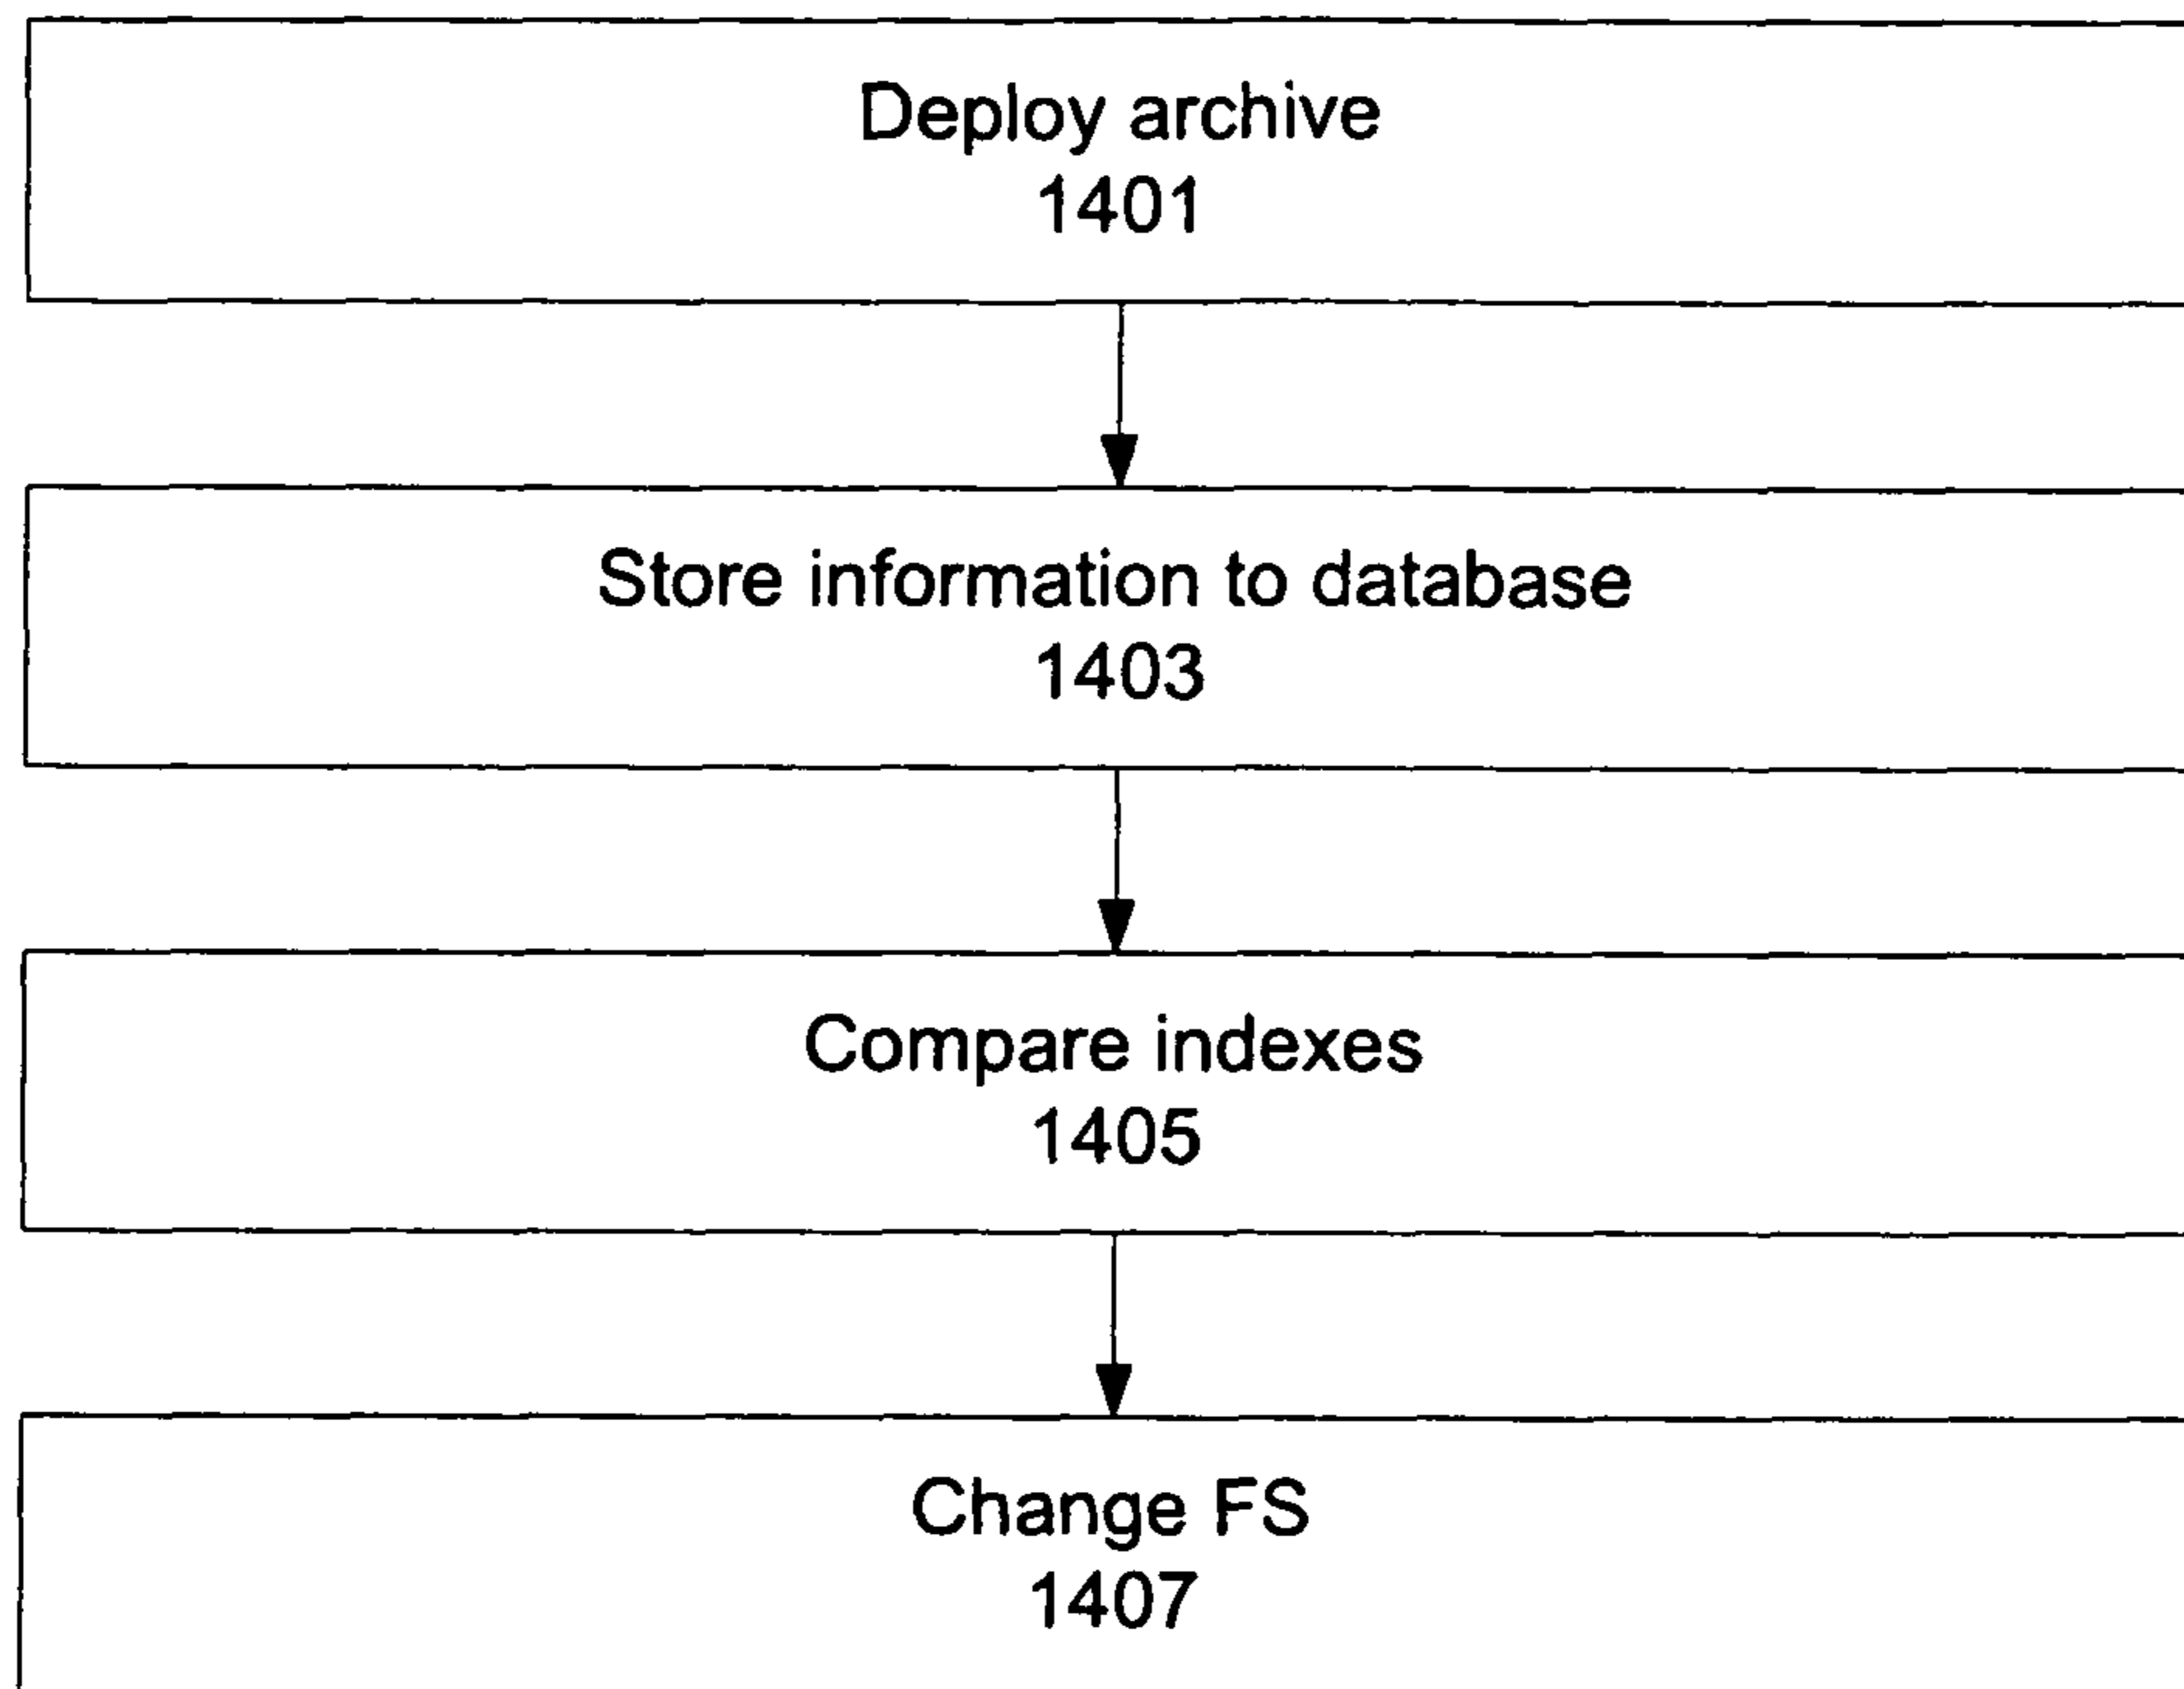 Deploy archive
1401
Store information to database
1403
Compare indexes
1405
Change FS
1407